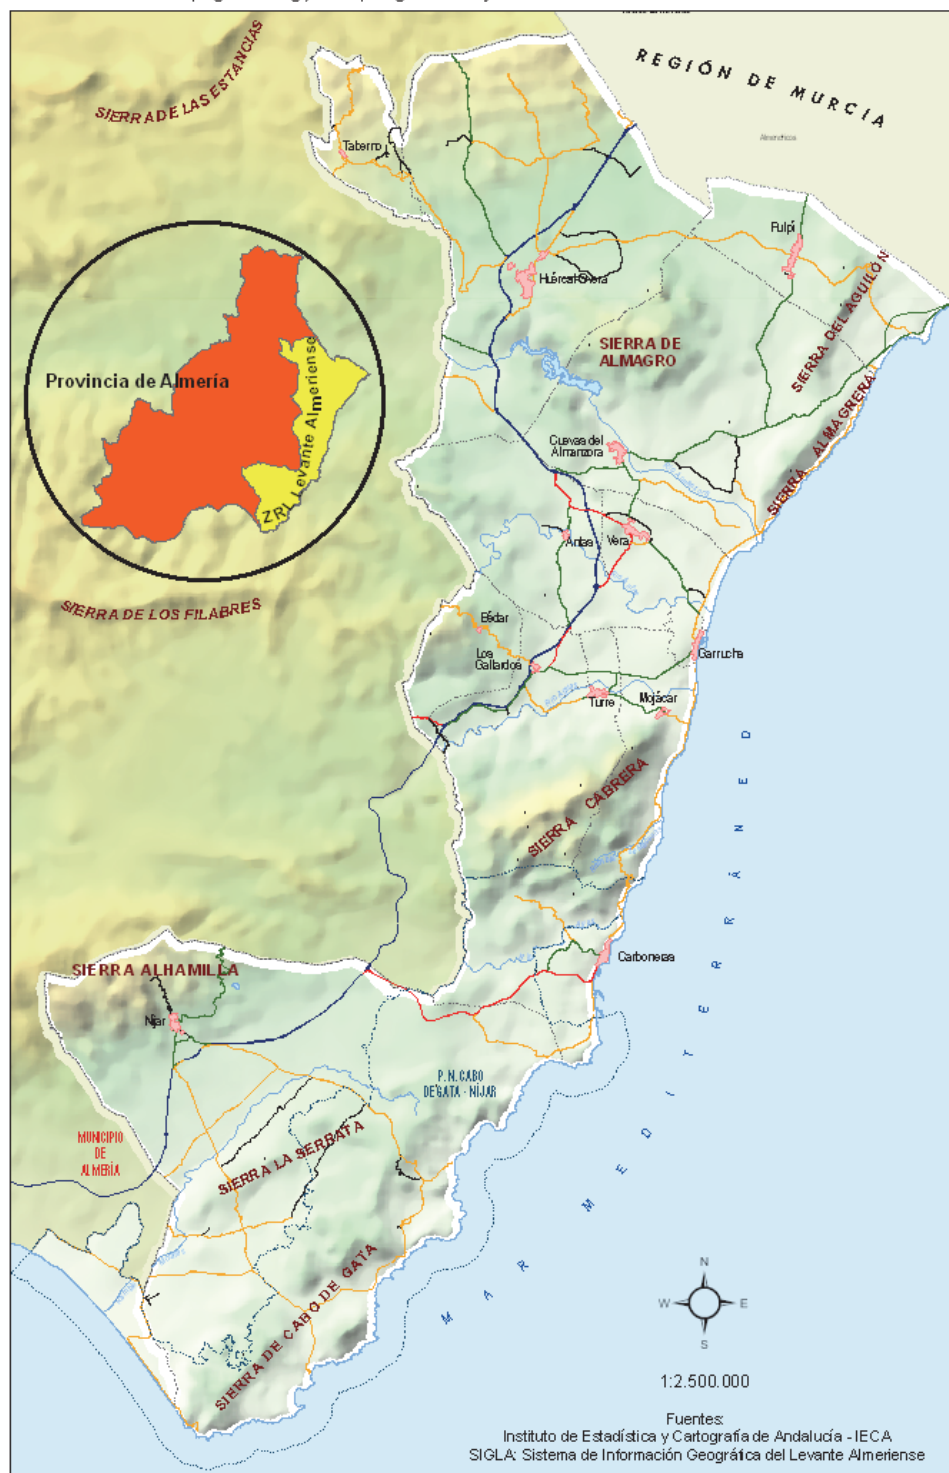 REGIÓN DE MURCIA
SIERRA DE LAS ESTANCIAS
Taberno
Pulpí
Huércal-Overa
SIERRA DEL AGUILÓN
SIERRA DE
ALMAGRO
Provincia de Almería
ZRL Levante Almeriense
SIERRA ALMAGRERA
Cuevas del
Almanzora
Antas
Vera
SIERRA DE LOS FILABRES
Bédar
Los
Gallardos
Garrucha
Turre
Mojácar
SIERRA CABRERA
MAR MEDITERRÁNEO
Carboneras
SIERRA ALHAMILLA
Níjar
P.N. CABO
DE GATA - NÍJAR
MUNICIPIO
DE
ALMERÍA
SIERRA LA SERRATA
SIERRA DE CABO DE GATA
N
W
E
S
1:2.500.000
Fuentes:
Instituto de Estadística y Cartografía de Andalucía - IECA
SIGLA: Sistema de Información Geográfica del Levante Almeriense